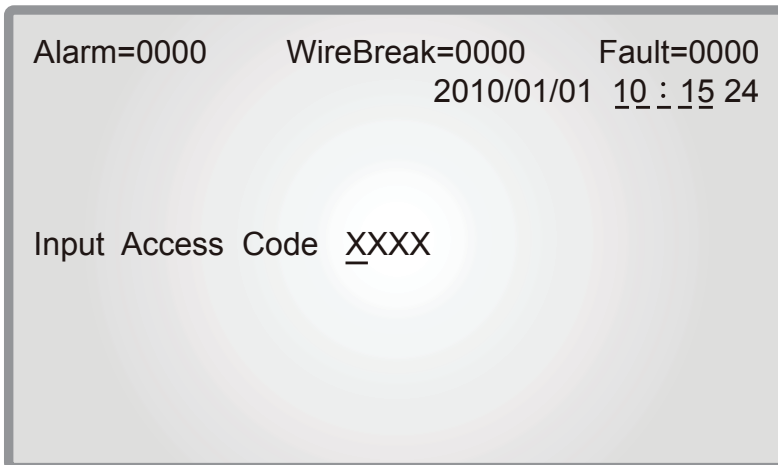 Alarm=0000 WireBreak=0000 Fault=0000
2010/01/01 10 : 15 24
Input Access Code XXXX